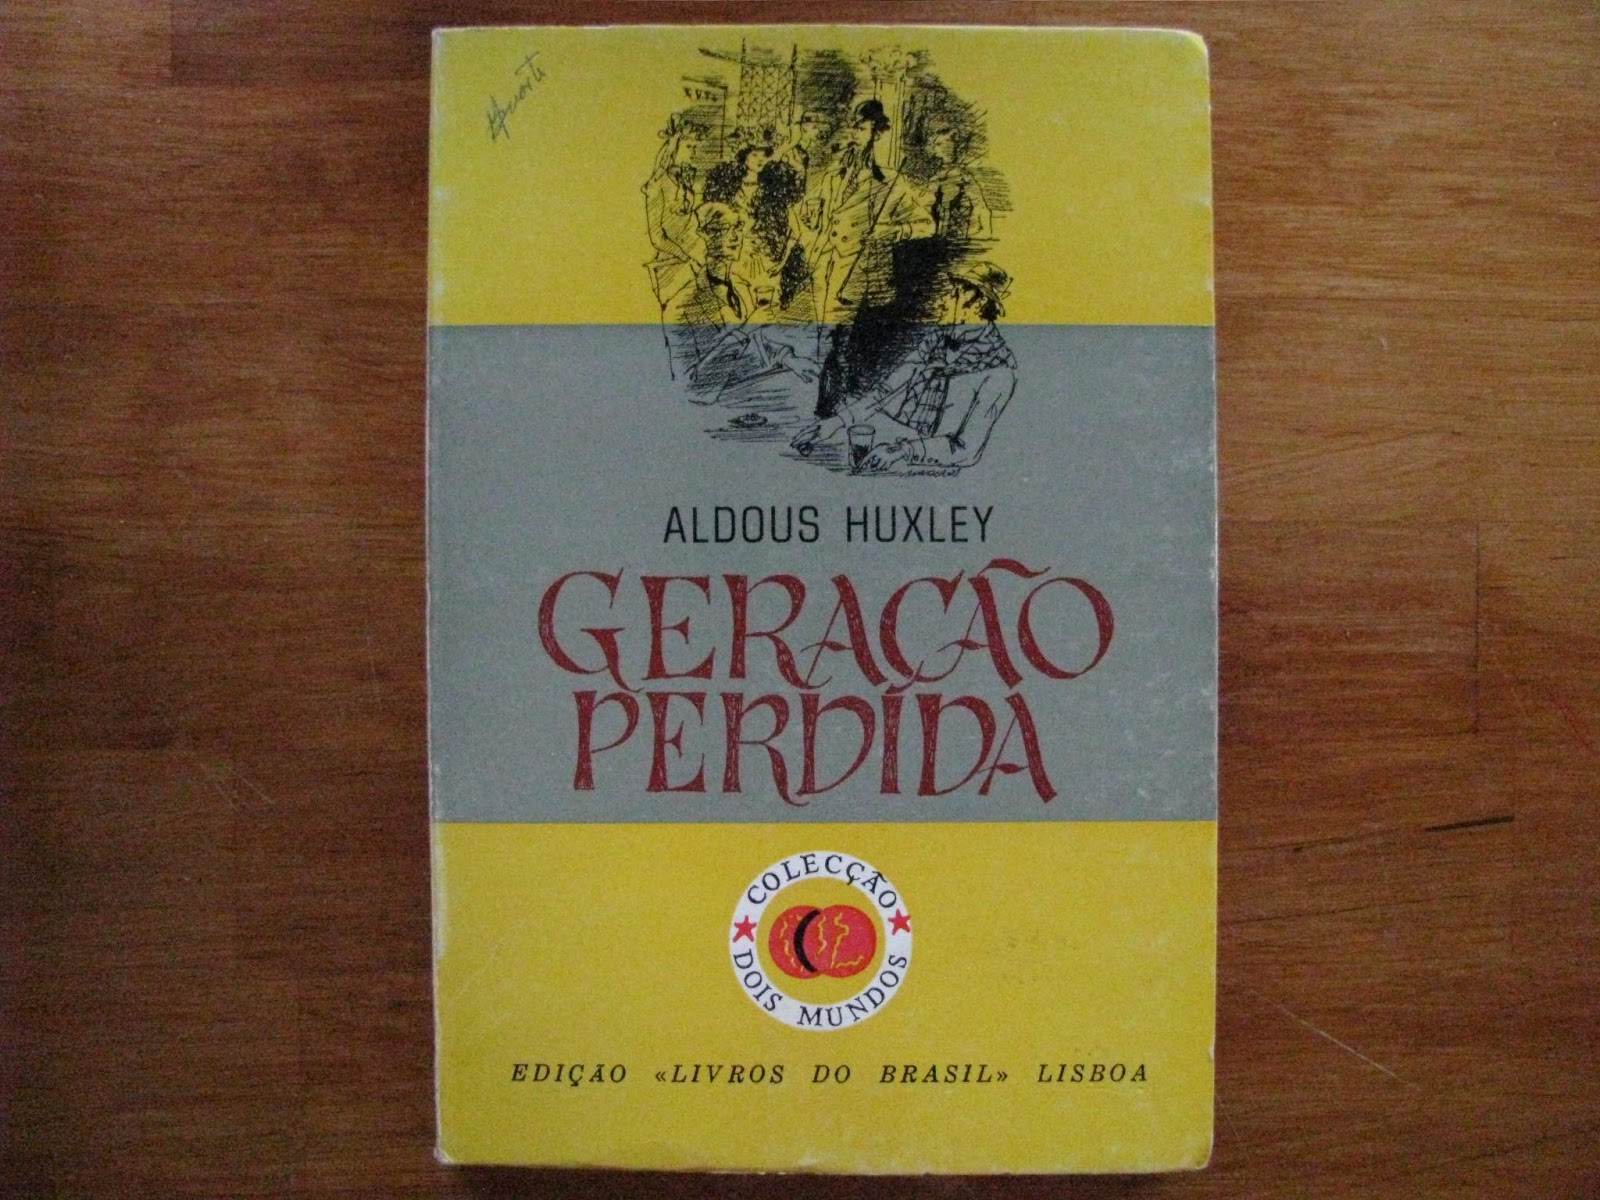 ALDOUS HUXLEY
GERAÇÃO
PERDIDA
COLECÇÃO
DOIS MUNDOS
EDIÇÃO «LIVROS DO BRASIL» LISBOA